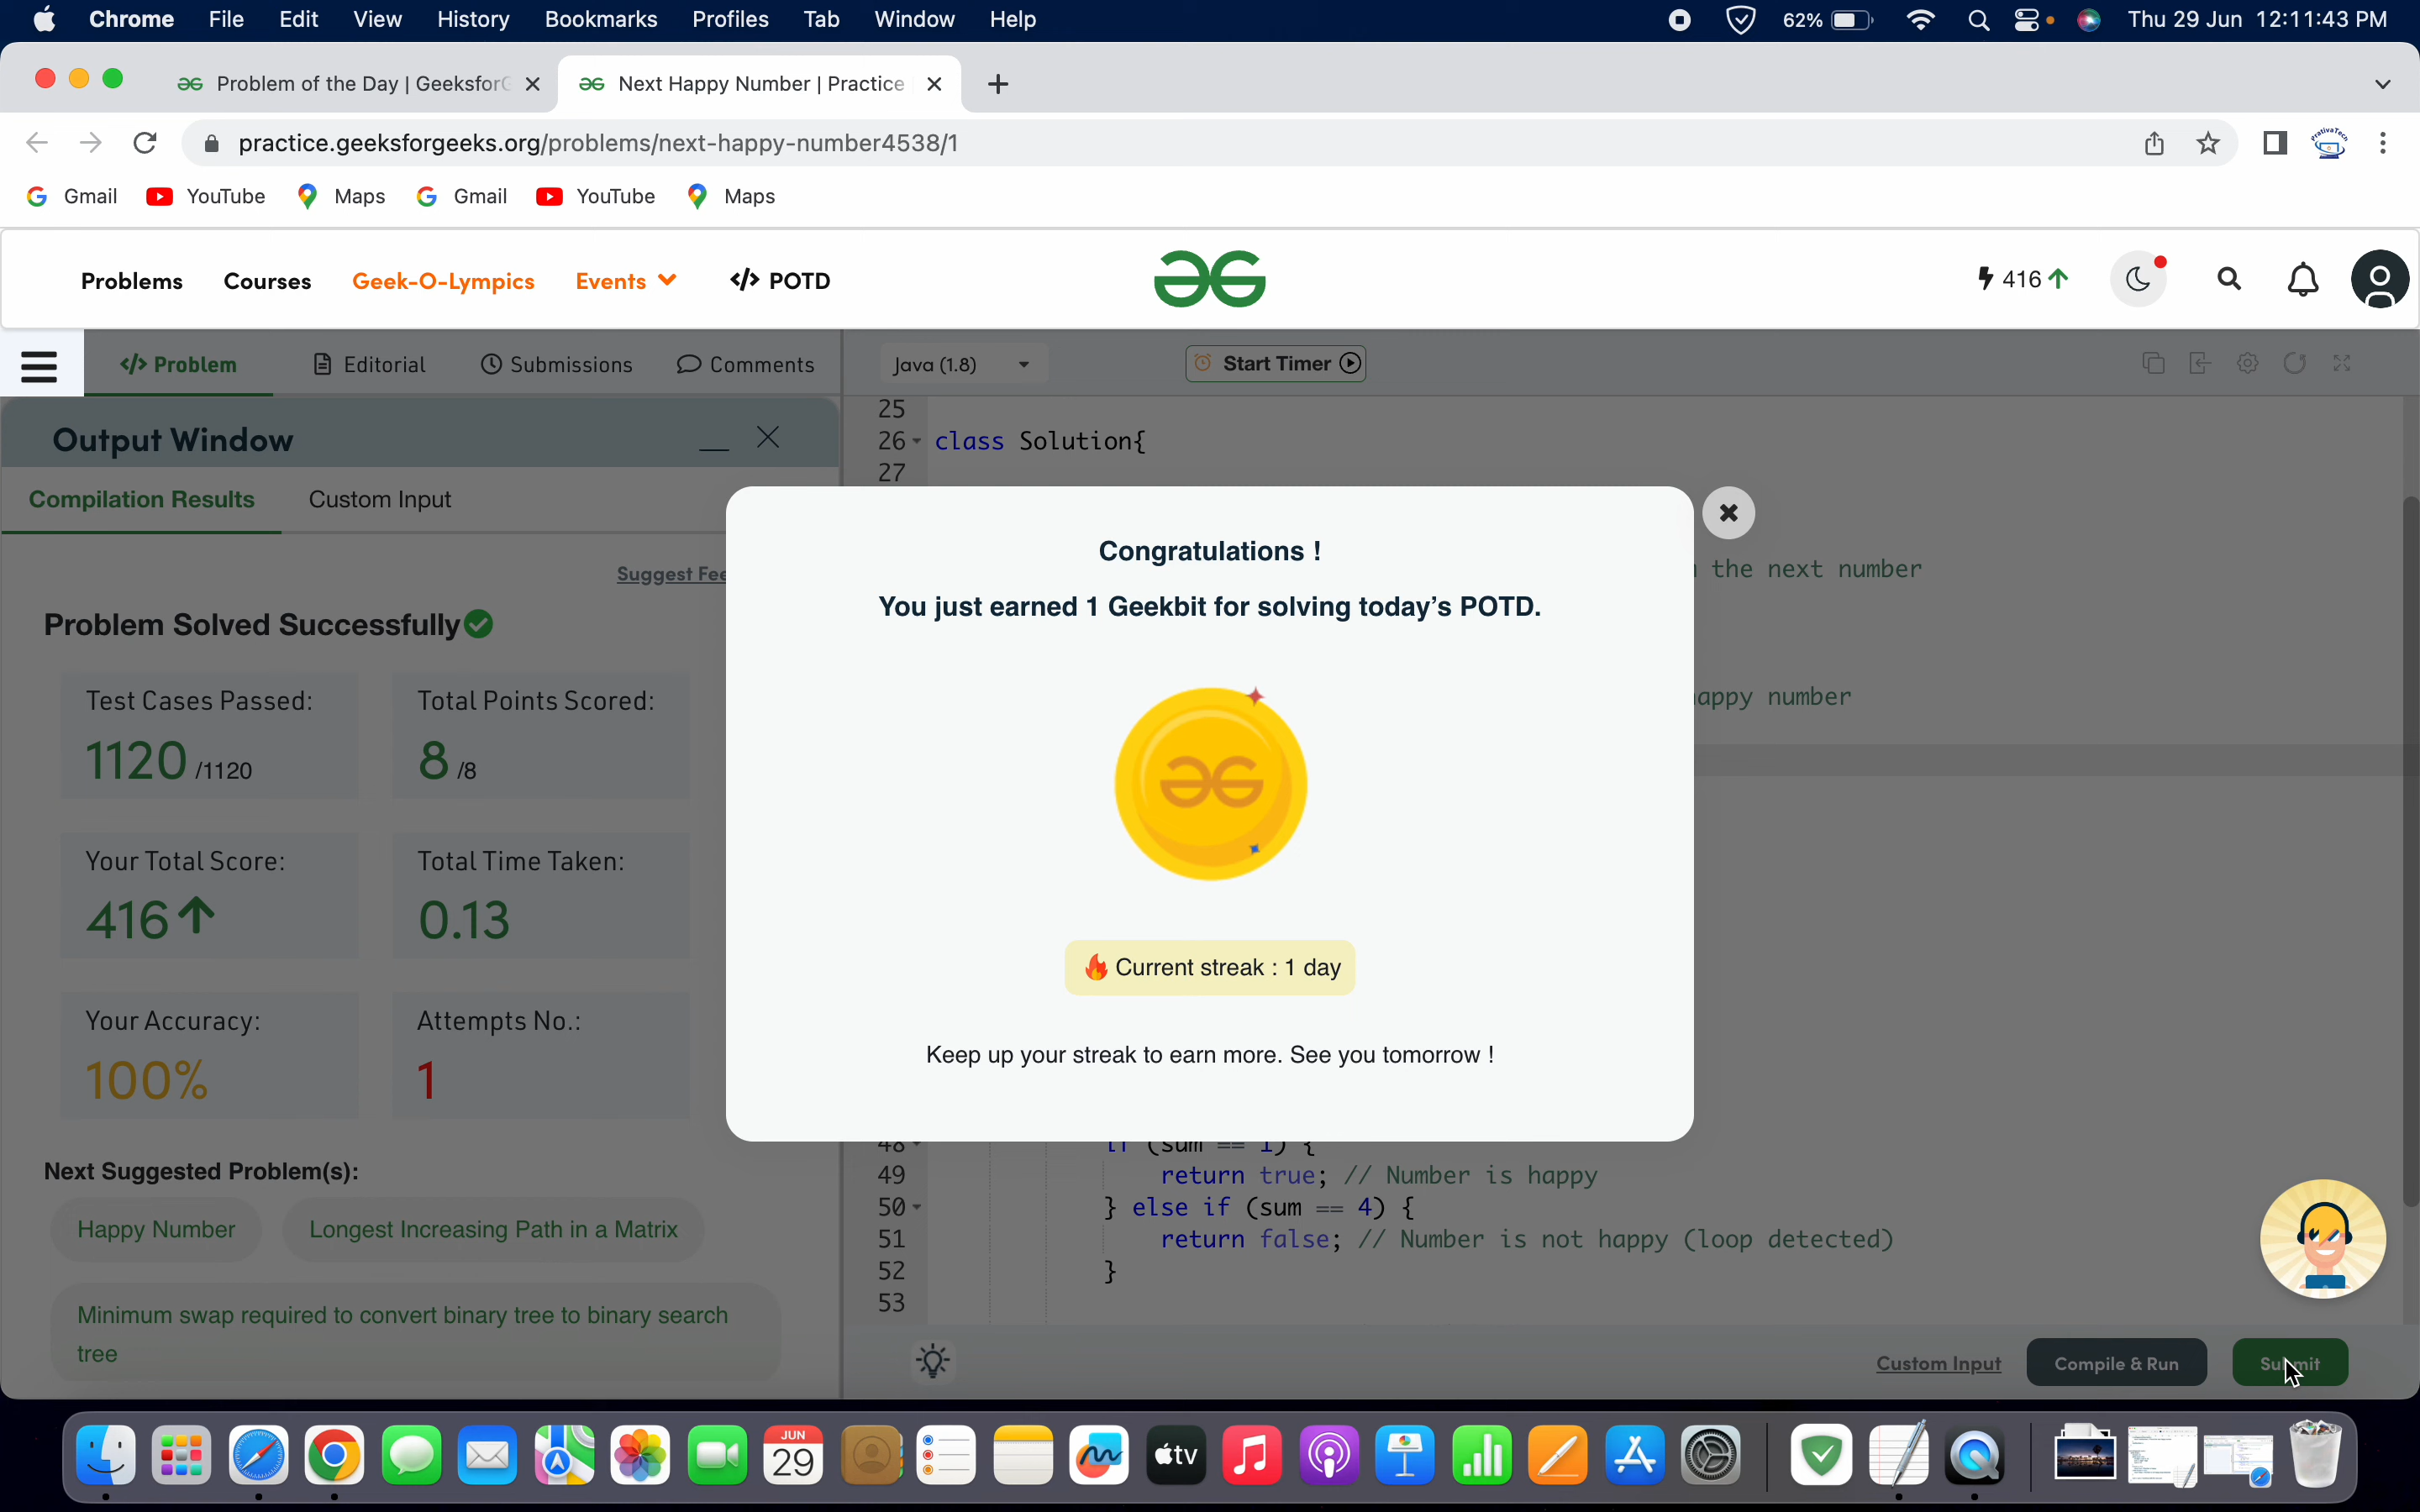 Chrome File Edit View History Bookmarks Profiles Tab Window Help 62% Thu 29 Jun 12:11:43 PM
Problem of the Day | Geeksfor Next Happy Number | Practice
practice.geeksforgeeks.org/problems/next-happy-number4538/1
Gmail YouTube Maps Gmail YouTube Maps
Problems Courses Geek-O-Lympics Events </> POTD 416
</> Problem Editorial Submissions Comments Java (1.8) Start Timer
Output Window
Compilation Results Custom Input
Suggest
Problem Solved Successfully
Test Cases Passed: Total Points Scored:
1120 /1120 8 /8
Your Total Score: Total Time Taken:
416 0.13
Your Accuracy: Attempts No.:
100% 1
Next Suggested Problem(s):
Happy Number Longest Increasing Path in a Matrix
Minimum swap required to convert binary tree to binary search
tree
25
26 class Solution{
27
the next number
number
Congratulations !
You just earned 1 Geekbit for solving today's POTD.
Current streak : 1 day
Keep up your streak to earn more. See you tomorrow !
48 if (sum == 1) {
49 return true; // Number is happy
50 } else if (sum == 4) {
51 return false; // Number is not happy (loop detected)
52 }
53
Custom Input Compile & Run Submit
JUN
29
tv